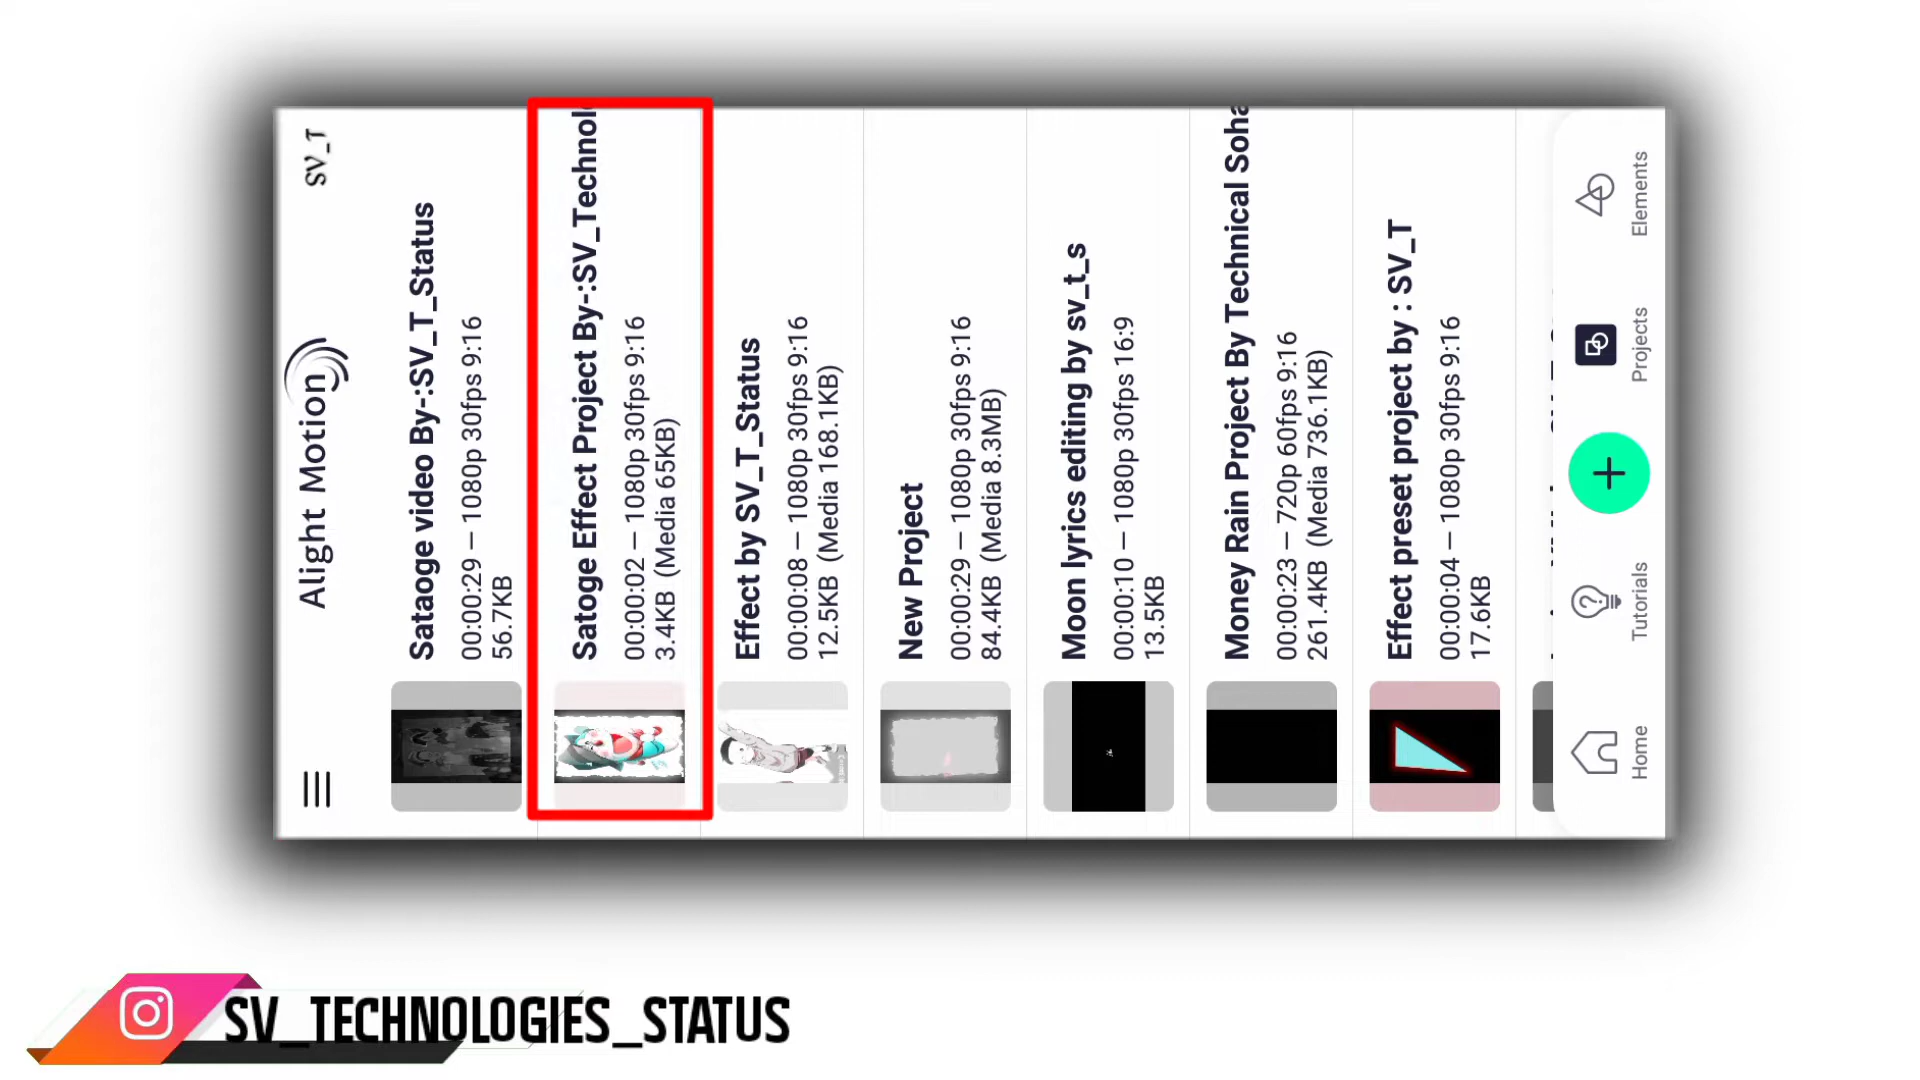 Alight Motion
SV_T
Sataoge video By-:SV_T_Status
00:00:29 — 1080p 30fps 9:16
56.7KB
Satoge Effect Project By-:SV_Technol
00:00:02 — 1080p 30fps 9:16
3.4KB (Media 65KB)
Effect by SV_T_Status
00:00:08 — 1080p 30fps 9:16
12.5KB (Media 168.1KB)
New Project
00:00:29 — 1080p 30fps 9:16
84.4KB (Media 8.3MB)
Moon lyrics editing by sv_t_s
00:00:10 — 1080p 30fps 16:9
13.5KB
Money Rain Project By Technical Soha
00:00:23 — 720p 60fps 9:16
261.4KB (Media 736.1KB)
Effect preset project by : SV_T
00:00:04 — 1080p 30fps 9:16
17.6KB
Home
Tutorials
Projects
Elements
SV_TECHNOLOGIES_STATUS